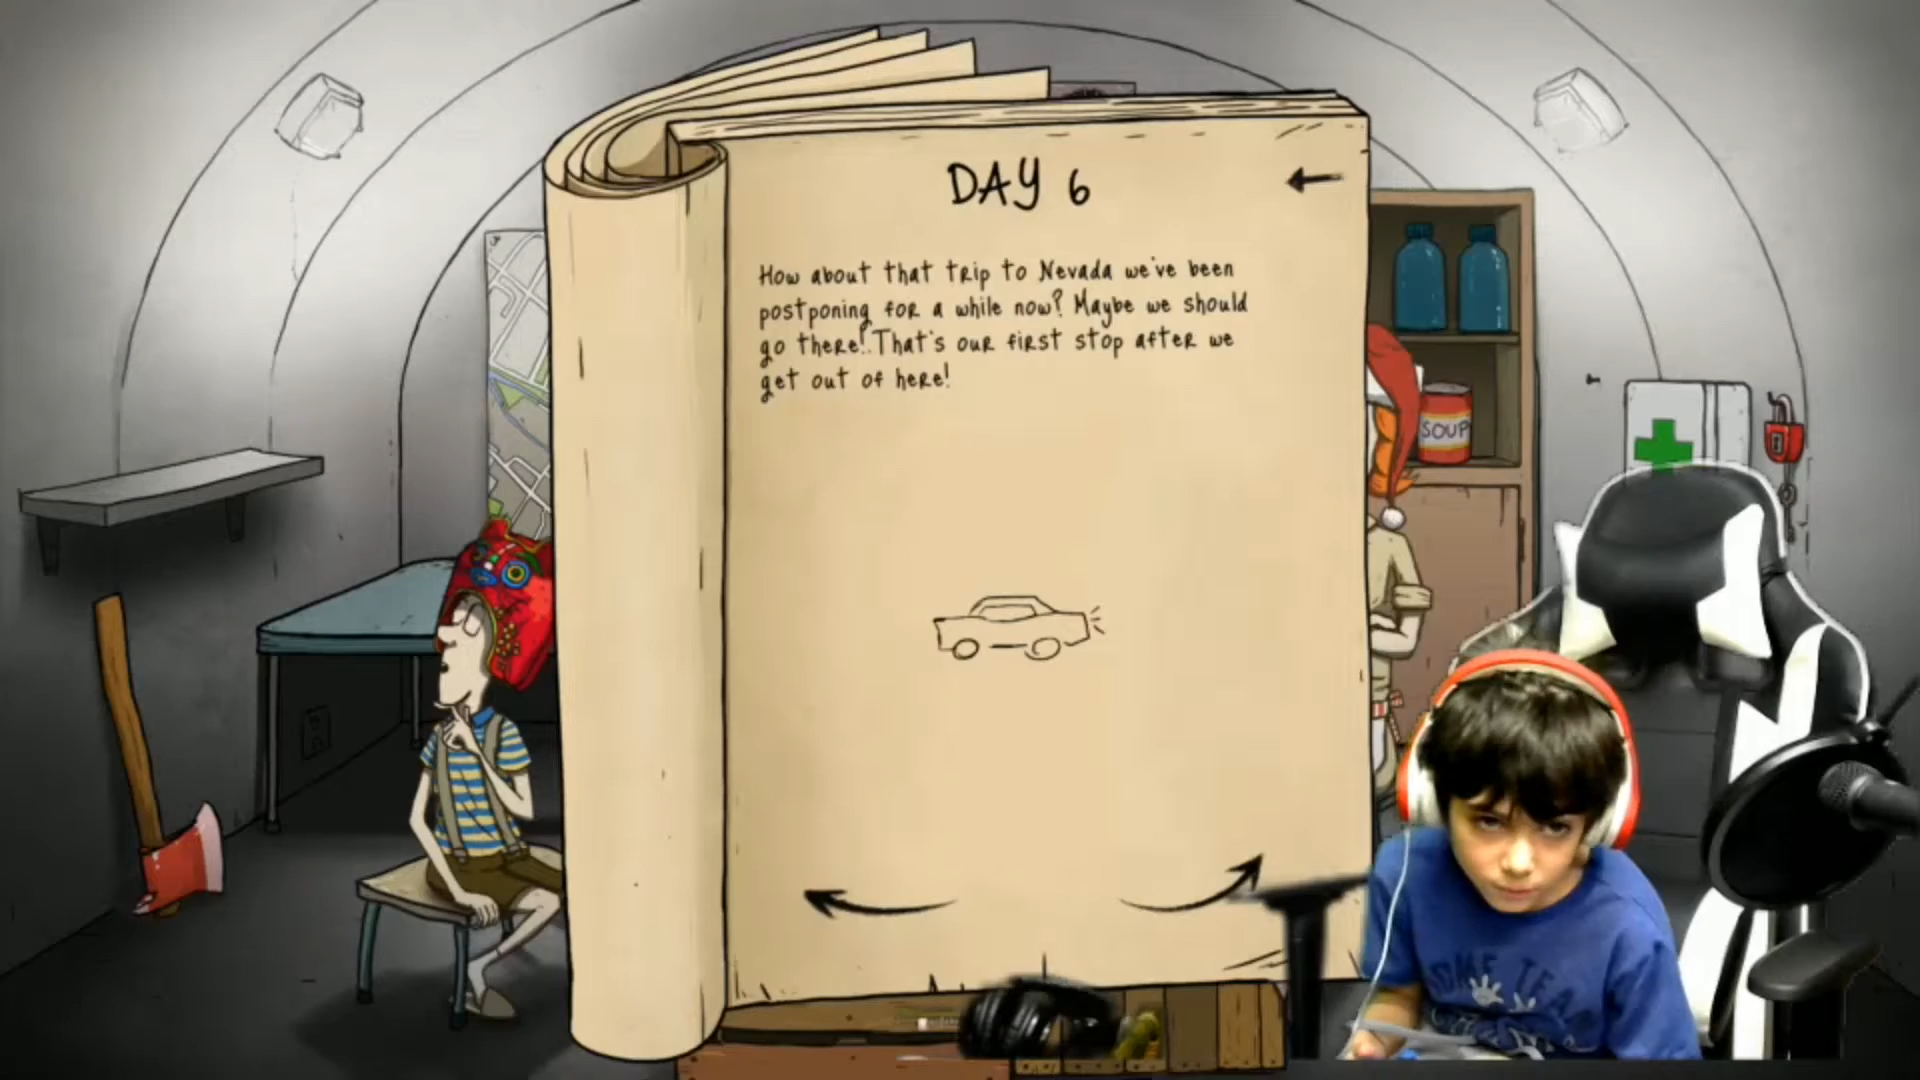 DAY 6
How about that trip to Nevada we've been
postponing for a while now? Maybe we should
go there! That's our first stop after we
get out of here!
SOUP